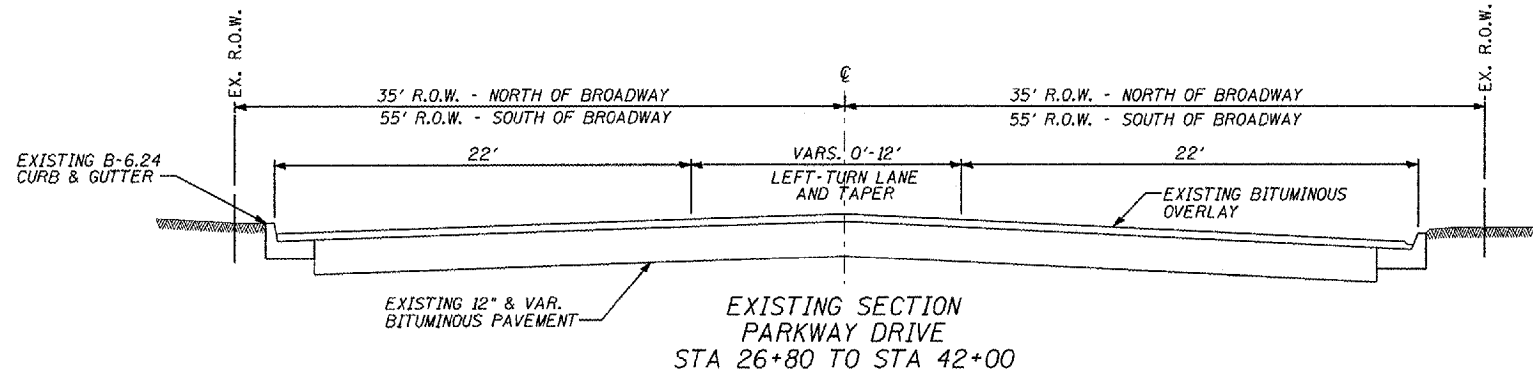 EX. R.O.W.
EX. R.O.W.
℄
35' R.O.W. - NORTH OF BROADWAY
55' R.O.W. - SOUTH OF BROADWAY
35' R.O.W. - NORTH OF BROADWAY
55' R.O.W. - SOUTH OF BROADWAY
EXISTING B-6.24
CURB & GUTTER
22'
VARS. 0'-12'
LEFT-TURN LANE
AND TAPER
22'
EXISTING BITUMINOUS
OVERLAY
EXISTING 12" & VAR.
BITUMINOUS PAVEMENT
EXISTING SECTION
PARKWAY DRIVE
STA 26+80 TO STA 42+00